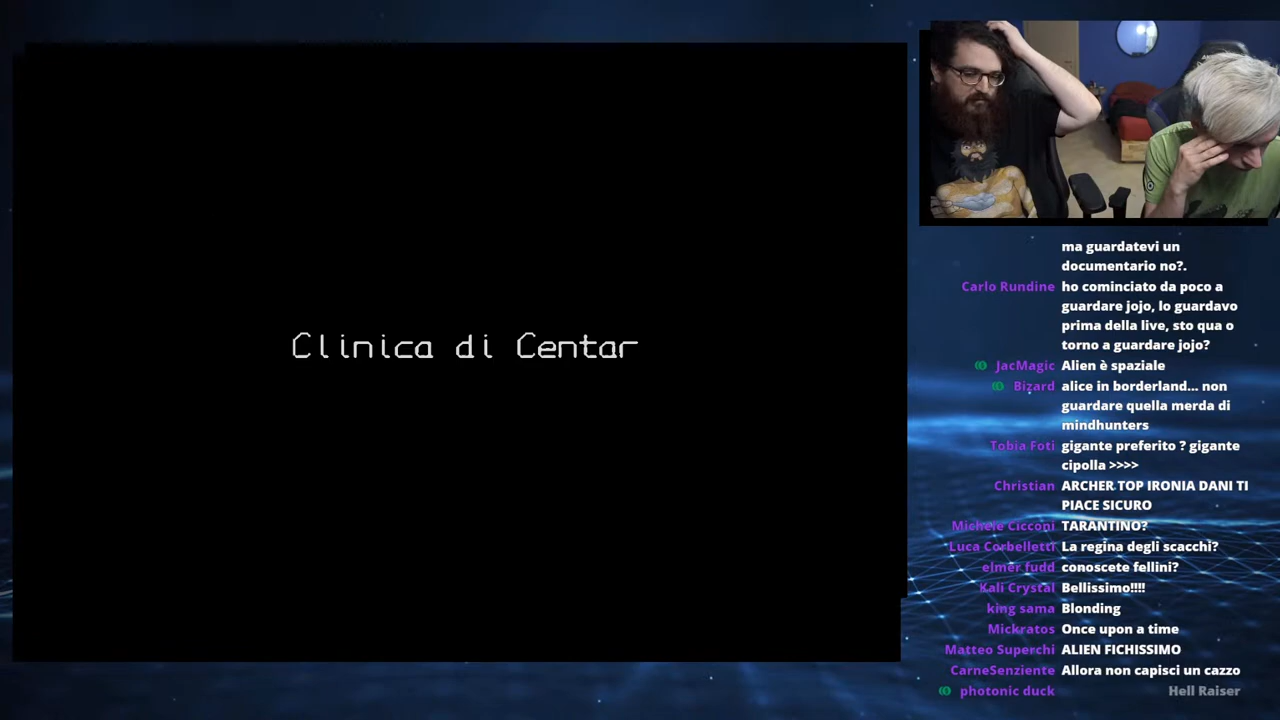 Clinica di Centar
ma guardatevi un
documentario no?.
Carlo Rundine ho cominciato da poco a
guardare jojo, lo guardavo
prima della live, sto qua o
torno a guardare jojo?
JacMagic Alien è spaziale
Bizard alice in borderland... non
guardare quella merda di
mindhunters
Tobia Foti gigante preferito ? gigante
cipolla >>>>
Christian ARCHER TOP IRONIA DANI TI
PIACE SICURO
Michele Cicconi TARANTINO?
Luca Corbelletti La regina degli scacchi?
elmer fudd conoscete fellini?
Kali Crystal Bellissimo!!!!
king sama Blonding
Mickratos Once upon a time
Matteo Superchi ALIEN FICHISSIMO
CarneSenziente Allora non capisci un cazzo
photonic duck Hell Raiser